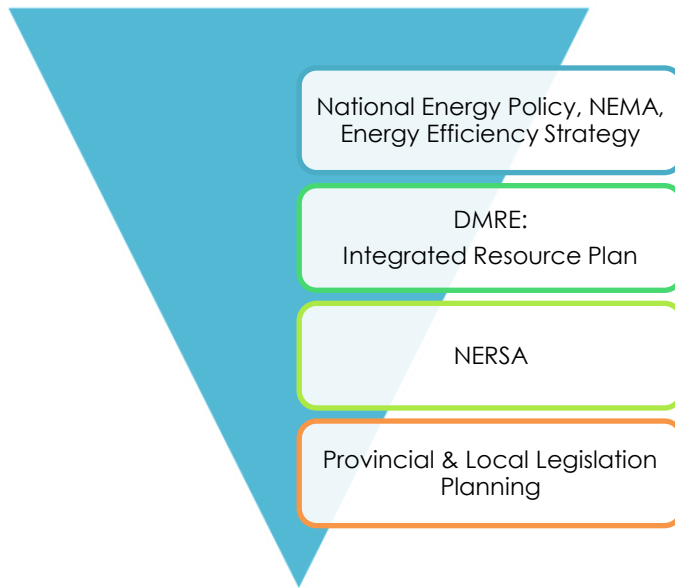 National Energy Policy, NEMA,
Energy Efficiency Strategy
DMRE:
Integrated Resource Plan
NERSA
Provincial & Local Legislation
Planning